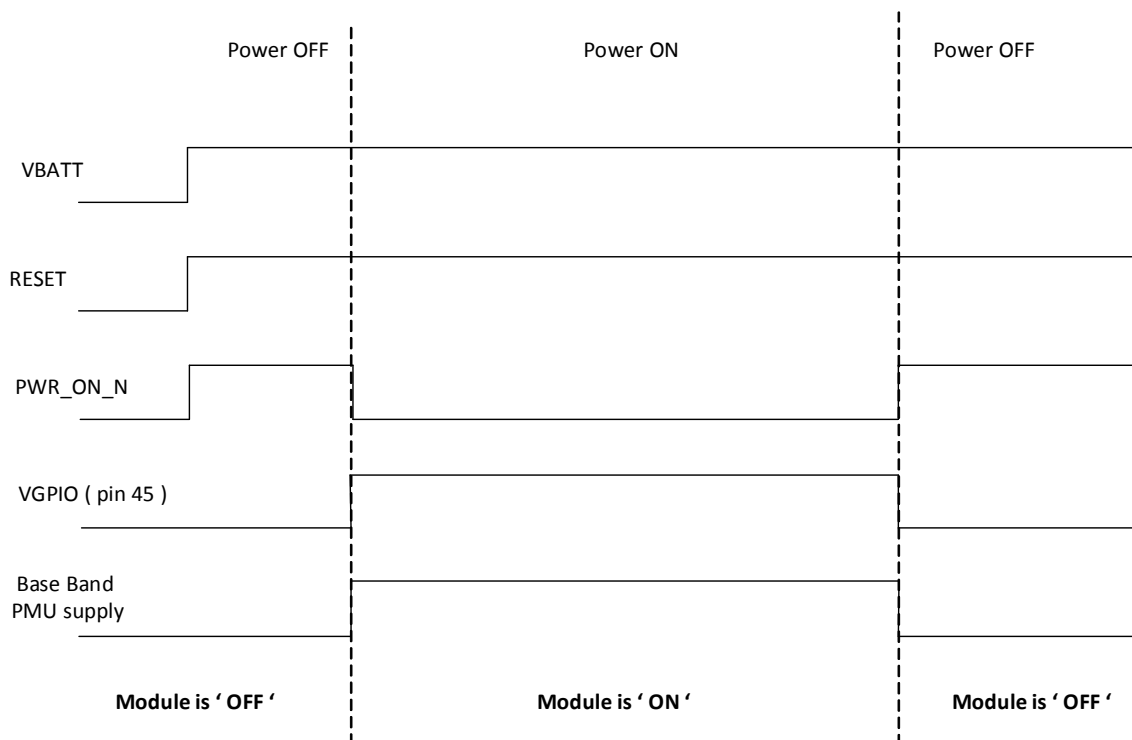 Power OFF
Power ON
Power OFF
VBATT
RESET
PWR_ON_N
VGPIO ( pin 45 )
Base Band
PMU supply
Module is ‘ OFF ‘
Module is ‘ ON ‘
Module is ‘ OFF ‘